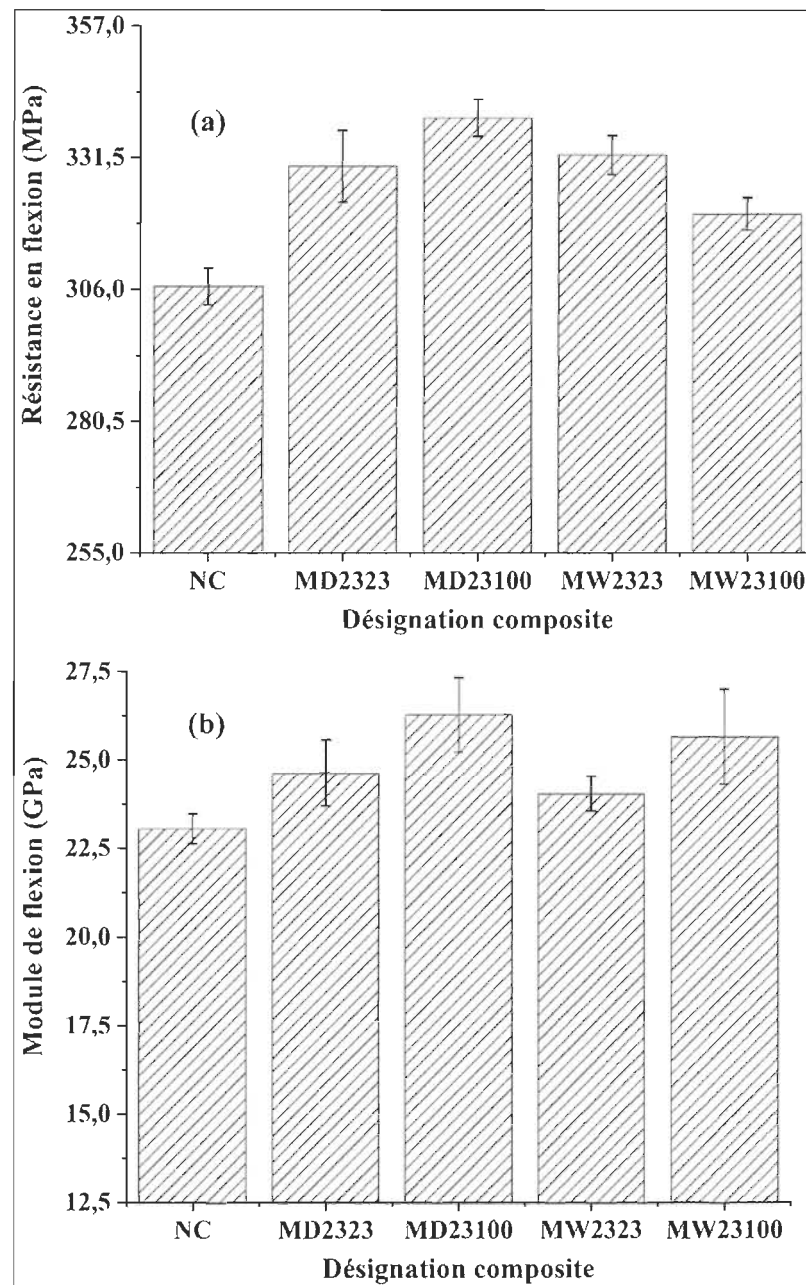 357,0
(a)
331,5
306,0
280,5
255,0
Résistance en flexion (MPa)
NC MD2323 MD23100 MW2323 MW23100
Désignation composite
27,5
(b)
25,0
22,5
20,0
17,5
15,0
12,5
Module de flexion (GPa)
NC MD2323 MD23100 MW2323 MW23100
Désignation composite